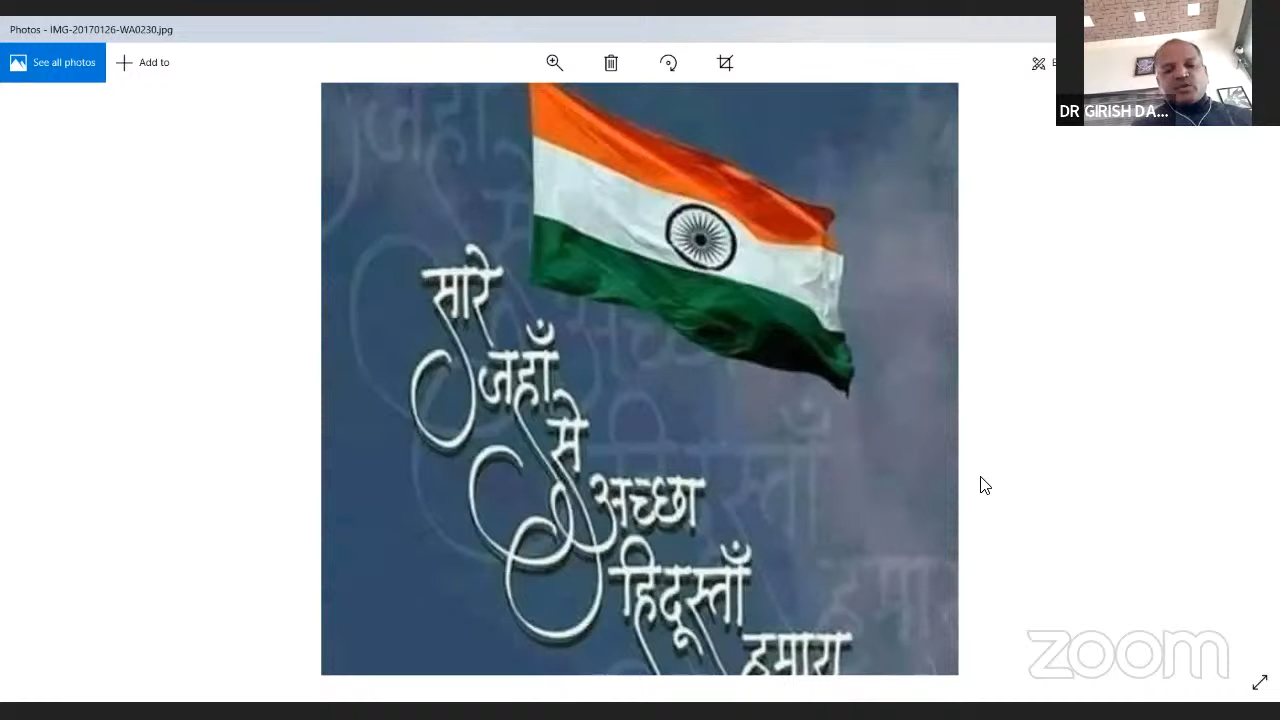 Photos - IMG-20170126-WA0230.jpg
See all photos
Add to
DR GIRISH DA...
सारे
जहाँ
से
अच्छा
हिदूस्ताँ
हमारा
zoom